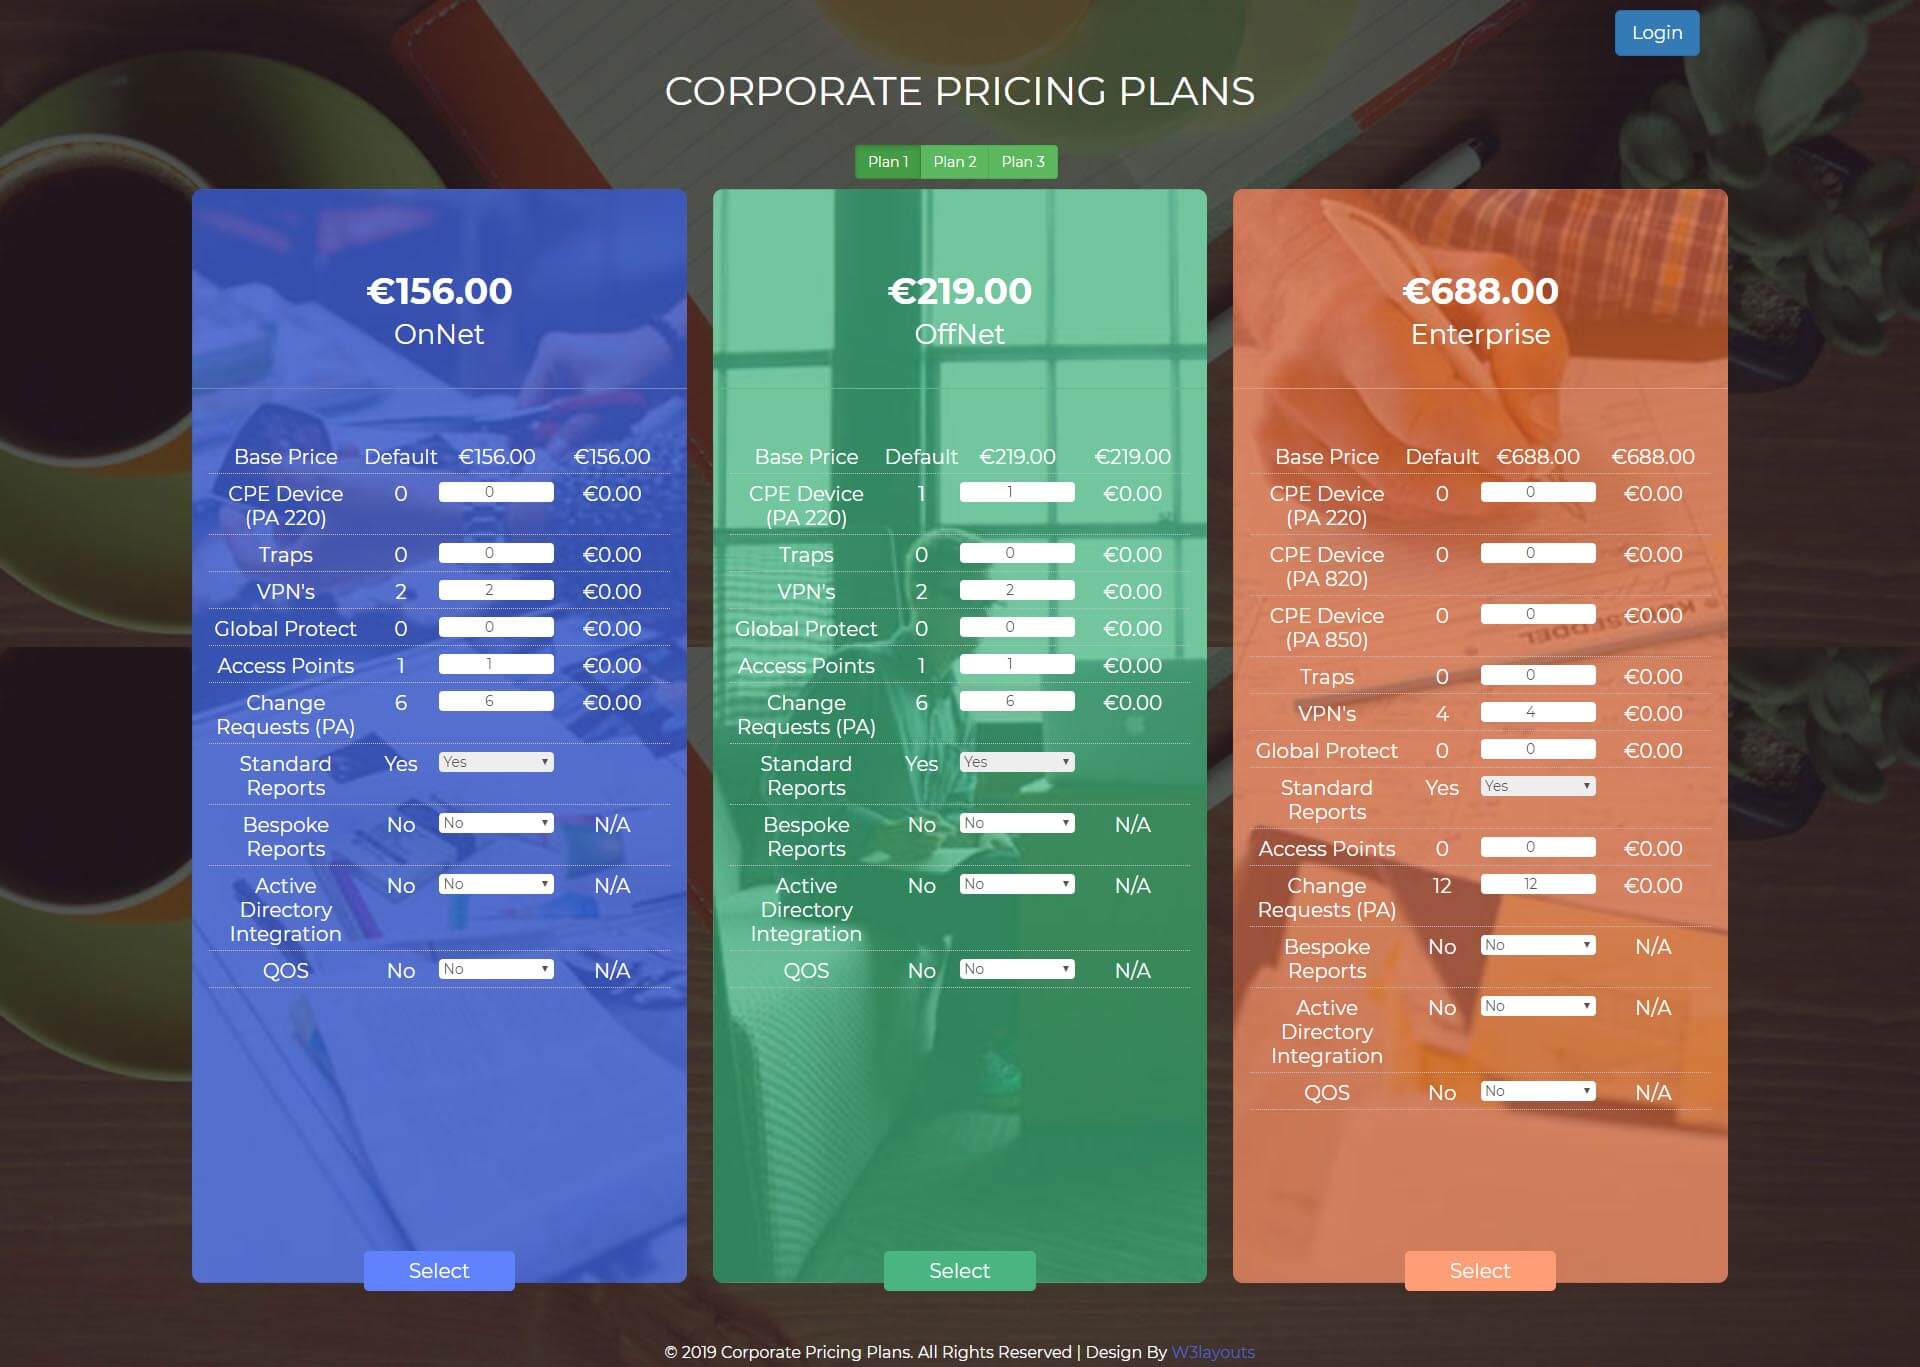 Login
CORPORATE PRICING PLANS
Plan 1 Plan 2 Plan 3
€156.00
OnNet
Base Price Default €156.00 €156.00
CPE Device 0 0 €0.00
(PA 220)
Traps 0 0 €0.00
VPN's 2 2 €0.00
Global Protect 0 0 €0.00
Access Points 1 1 €0.00
Change 6 6 €0.00
Requests (PA)
Standard Yes Yes
Reports
Bespoke No No N/A
Reports
Active No No N/A
Directory
Integration
QOS No No N/A
Select
€219.00
OffNet
Base Price Default €219.00 €219.00
CPE Device 1 1 €0.00
(PA 220)
Traps 0 0 €0.00
VPN's 2 2 €0.00
Global Protect 0 0 €0.00
Access Points 1 1 €0.00
Change 6 6 €0.00
Requests (PA)
Standard Yes Yes
Reports
Bespoke No No N/A
Reports
Active No No N/A
Directory
Integration
QOS No No N/A
Select
€688.00
Enterprise
Base Price Default €688.00 €688.00
CPE Device 0 0 €0.00
(PA 220)
CPE Device 0 0 €0.00
(PA 820)
CPE Device 0 0 €0.00
(PA 850)
Traps 0 0 €0.00
VPN's 4 4 €0.00
Global Protect 0 0 €0.00
Standard Yes Yes
Reports
Access Points 0 0 €0.00
Change 12 12 €0.00
Requests (PA)
Bespoke No No N/A
Reports
Active No No N/A
Directory
Integration
QOS No No N/A
Select
© 2019 Corporate Pricing Plans. All Rights Reserved | Design By W3layouts